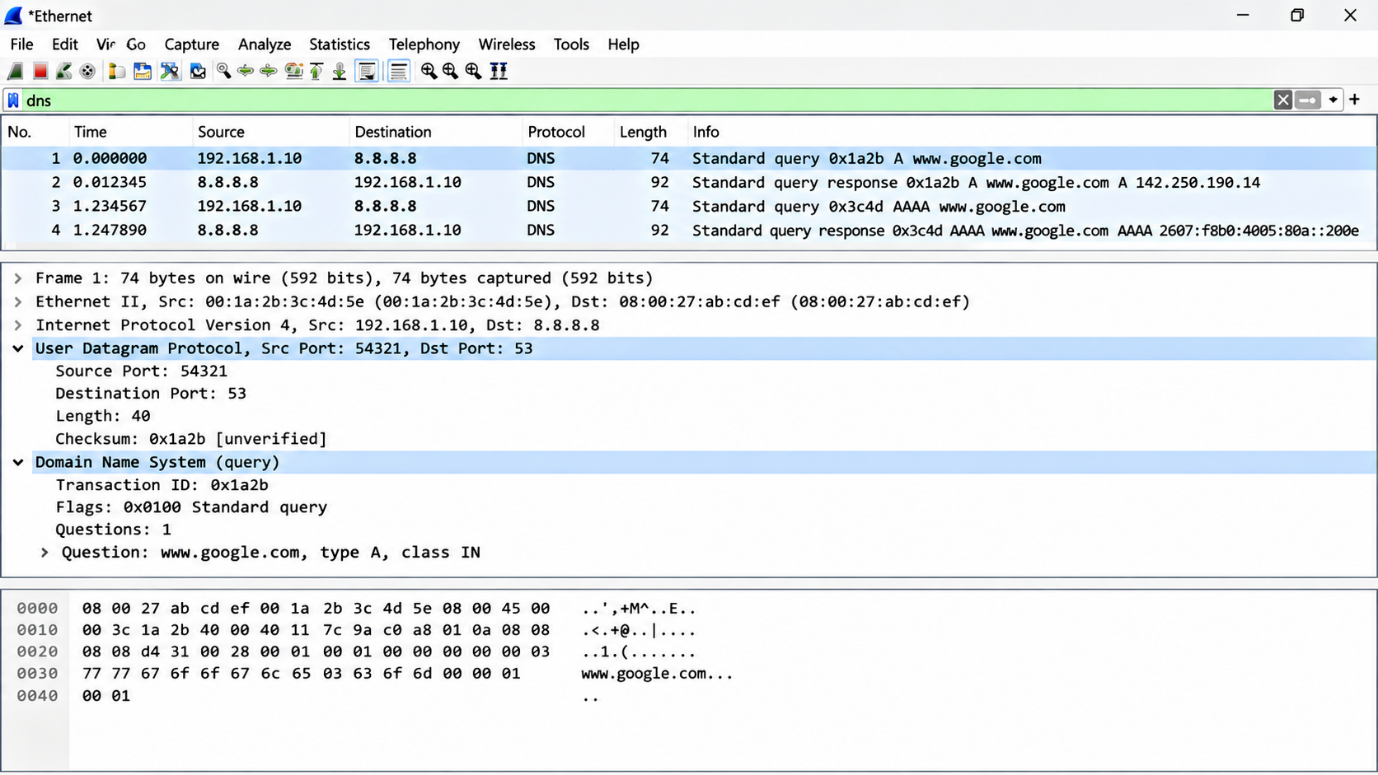 *Ethernet
File Edit Vi Go Capture Analyze Statistics Telephony Wireless Tools Help
dns
No. Time Source Destination Protocol Length Info
1 0.000000 192.168.1.10 8.8.8.8 DNS 74 Standard query 0x1a2b A www.google.com
2 0.012345 8.8.8.8 192.168.1.10 DNS 92 Standard query response 0x1a2b A www.google.com A 142.250.190.14
3 1.234567 192.168.1.10 8.8.8.8 DNS 74 Standard query 0x3c4d AAAA www.google.com
4 1.247890 8.8.8.8 192.168.1.10 DNS 92 Standard query response 0x3c4d AAAA www.google.com AAAA 2607:f8b0:4005:80a::200e
Frame 1: 74 bytes on wire (592 bits), 74 bytes captured (592 bits)
Ethernet II, Src: 00:1a:2b:3c:4d:5e (00:1a:2b:3c:4d:5e), Dst: 08:00:27:ab:cd:ef (08:00:27:ab:cd:ef)
Internet Protocol Version 4, Src: 192.168.1.10, Dst: 8.8.8.8
User Datagram Protocol, Src Port: 54321, Dst Port: 53
Source Port: 54321
Destination Port: 53
Length: 40
Checksum: 0x1a2b [unverified]
Domain Name System (query)
Transaction ID: 0x1a2b
Flags: 0x0100 Standard query
Questions: 1
Question: www.google.com, type A, class IN
0000 08 00 27 ab cd ef 00 1a 2b 3c 4d 5e 08 00 45 00 ..',+M^..E..
0010 00 3c 1a 2b 40 00 40 11 7c 9a c0 a8 01 0a 08 08 .<.+@..|....
0020 08 08 d4 31 00 28 00 01 00 01 00 00 00 00 00 03 ..1.(.......
0030 77 77 67 6f 6f 67 6c 65 03 63 6f 6d 00 00 01 www.google.com...
0040 00 01 ..